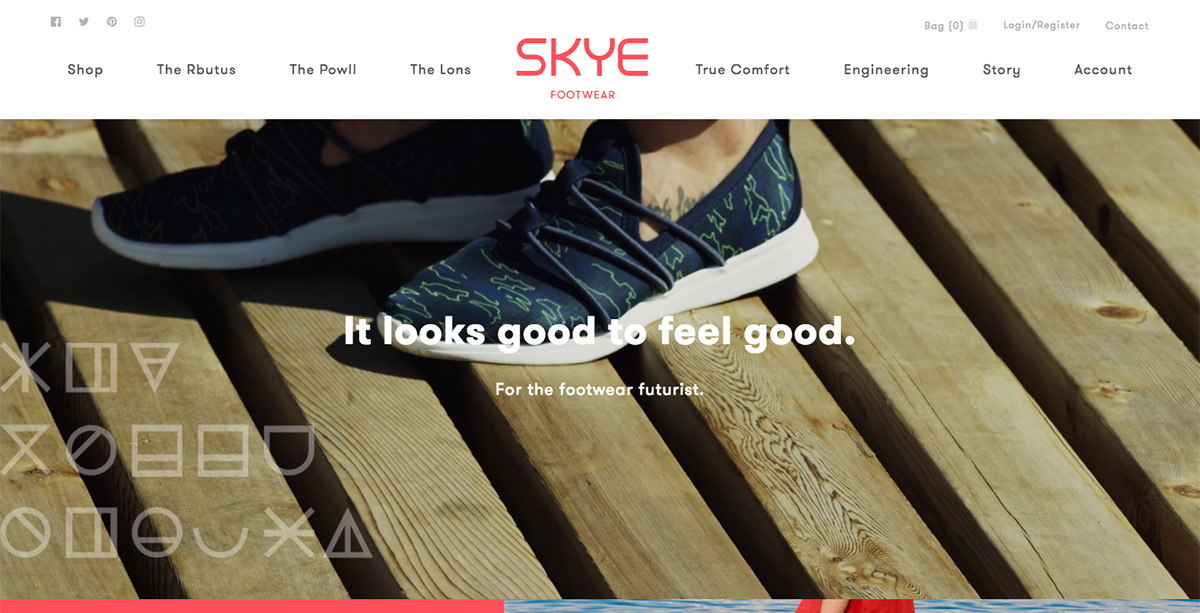 Bag (0)
Login/Register
Contact
Shop
The Rbutus
The Powll
The Lons
SKYE
FOOTWEAR
True Comfort
Engineering
Story
Account
It looks good to feel good.
For the footwear futurist.